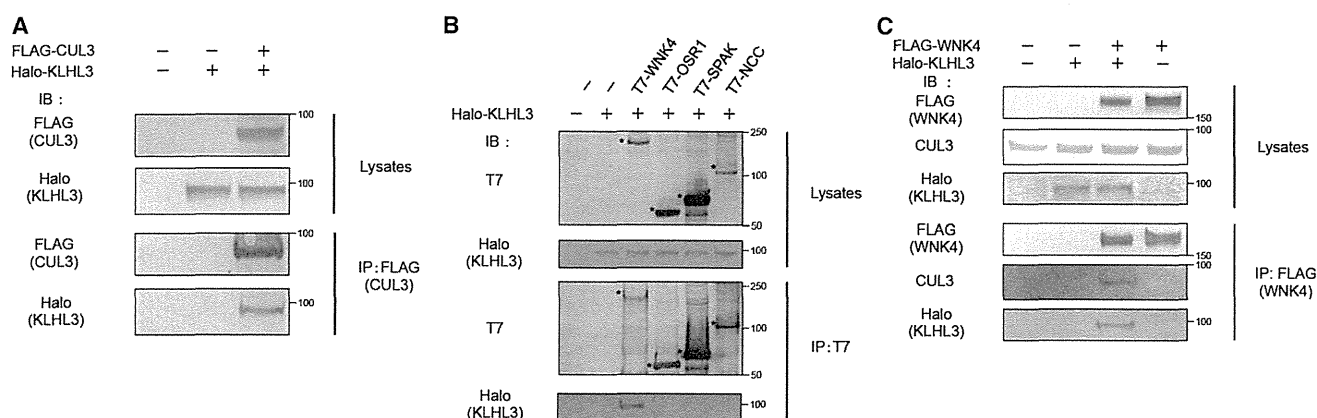 A
FLAG-CUL3 − − +
Halo-KLHL3 − + +
IB :
FLAG
(CUL3)
100
Halo
(KLHL3)
100
Lysates
FLAG
(CUL3)
100
Halo
(KLHL3)
100
IP:FLAG
(CUL3)
B
− − T7-WNK4 T7-OSR1 T7-SPAK T7-NCC
Halo-KLHL3 − + + + + +
IB :
T7
250
100
50
Halo
(KLHL3)
100
Lysates
T7
250
100
50
Halo
(KLHL3)
100
IP:T7
C
FLAG-WNK4 − − + +
Halo-KLHL3 − + + −
IB :
FLAG
(WNK4)
150
CUL3
100
Halo
(KLHL3)
100
Lysates
FLAG
(WNK4)
150
CUL3
100
Halo
(KLHL3)
100
IP: FLAG
(WNK4)